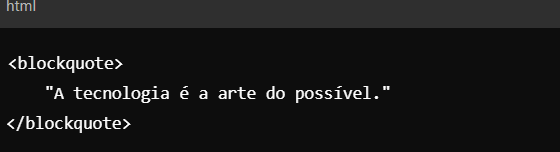 html
<blockquote>
"A tecnologia é a arte do possível."
</blockquote>